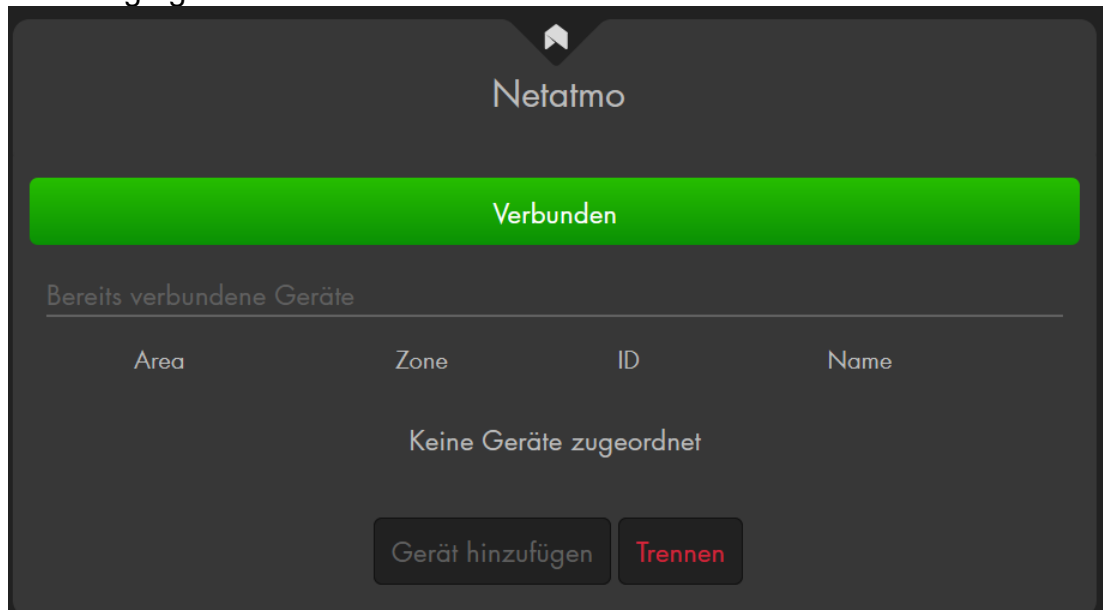 Netatmo
Verbunden
Bereits verbundene Geräte
Area Zone ID Name
Keine Geräte zugeordnet
Gerät hinzufügen Trennen